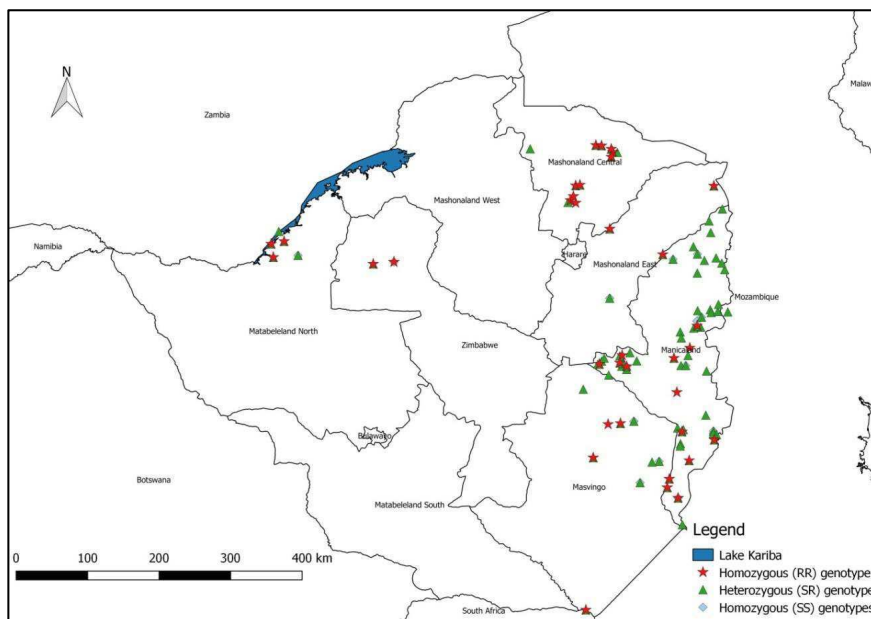 N
Malaw
Zambia
Mashonaland Central
Mashonaland West
Namibia
Harare
Mashonaland East
Mozambique
Matabeleland North
Zimbabwe
Manicaland
Bulawayo
Botswana
Masvingo
Matabeleland South
Legend
0 100 200 300 400 km
Lake Kariba
Homozygous (RR) genotype
Heterozygous (SR) genotype
Homozygous (SS) genotypes
South Africa